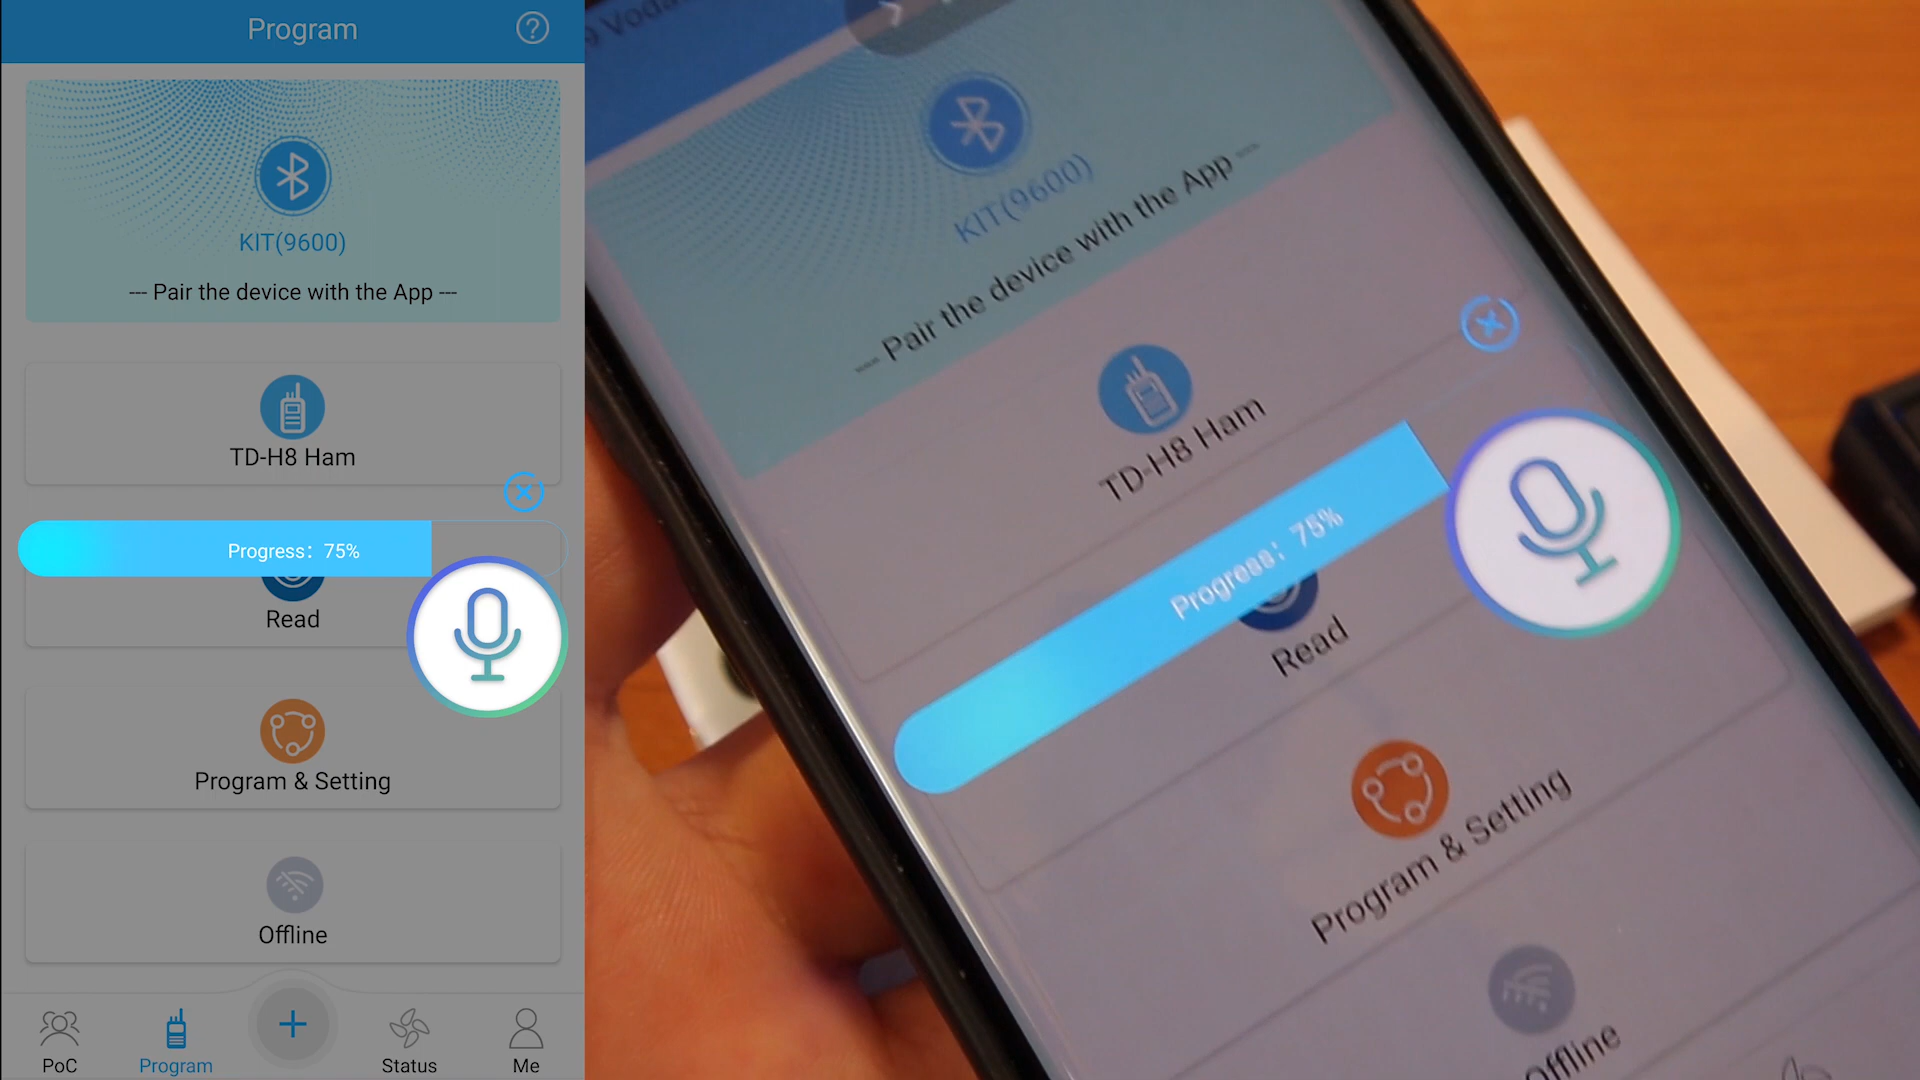 Program
?
KIT(9600)
--- Pair the device with the App ---
TD-H8 Ham
Progress: 75%
Read
Program & Setting
Offline
PoC
Program
Status
Me
KIT(9600)
--- Pair the device with the App ---
TD-H8 Ham
Progress: 75%
Read
Program & Setting
Offline